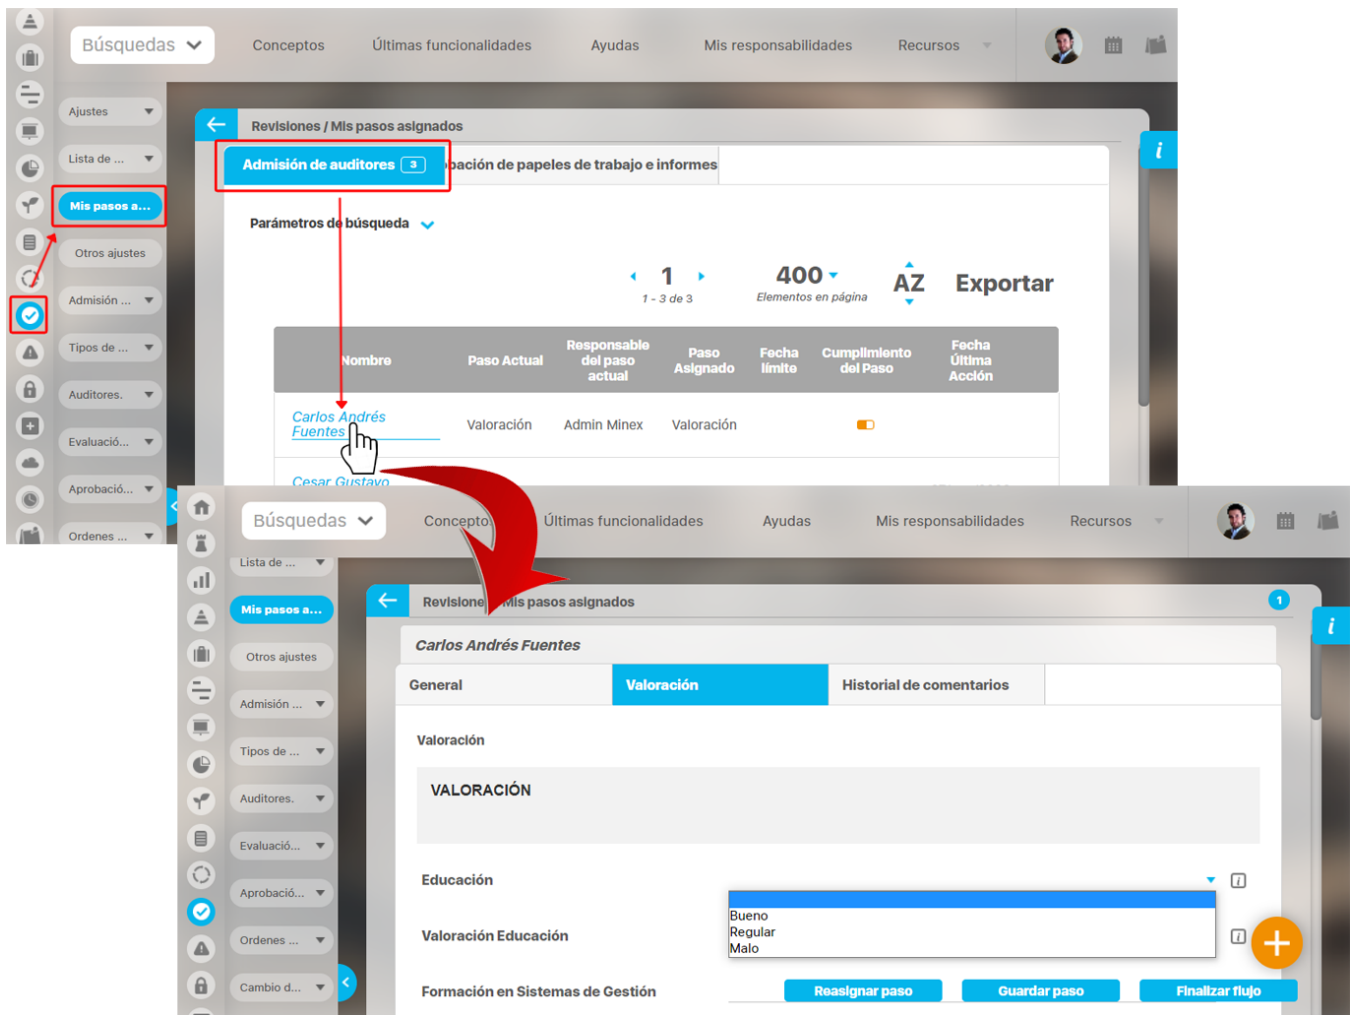 Búsquedas
Conceptos
Últimas funcionalidades
Ayudas
Mis responsabilidades
Recursos
Ajustes
Lista de ...
Mis pasos a...
Otros ajustes
Admisión ...
Tipos de ...
Auditores.
Evaluació...
Aprobació...
Ordenes ...
Revisiones / Mis pasos asignados
i
Admisión de auditores 3
bación de papeles de trabajo e informes
Parámetros de búsqueda
1
1 - 3 de 3
400
Elementos en página
AZ
Exportar
Nombre
Paso Actual
Responsable
del paso
actual
Paso
Asignado
Fecha
límite
Cumplimiento
del Paso
Fecha
Última
Acción
Carlos Andrés
Fuentes
Valoración
Admin Minex
Valoración
Cesar Gustavo
Búsquedas
Concepto
Últimas funcionalidades
Ayudas
Mis responsabilidades
Recursos
Lista de ...
Mis pasos a...
Otros ajustes
Admisión ...
Tipos de ...
Auditores.
Evaluació...
Aprobació...
Ordenes ...
Cambio d...
Revisione Mis pasos asignados
1
i
Carlos Andrés Fuentes
General
Valoración
Historial de comentarios
Valoración
VALORACIÓN
Educación
i
Bueno
Regular
Malo
Valoración Educación
i
Formación en Sistemas de Gestión
Reasignar paso
Guardar paso
Finalizar flujo